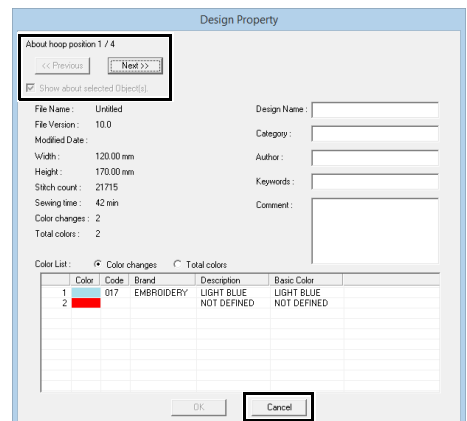 Design Property
About hoop position 1 / 4
<< Previous Next >>
Show about selected Object(s).
File Name : Untitled
File Version : 10.0
Modified Date :
Width : 120.00 mm
Height : 170.00 mm
Stitch count : 21715
Sewing time : 42 min
Color changes : 2
Total colors : 2
Design Name :
Category :
Author :
Keywords :
Comment :
Color List : Color changes Total colors
Color Code Brand Description Basic Color
1 017 EMBROIDERY LIGHT BLUE LIGHT BLUE
2 NOT DEFINED NOT DEFINED
OK Cancel